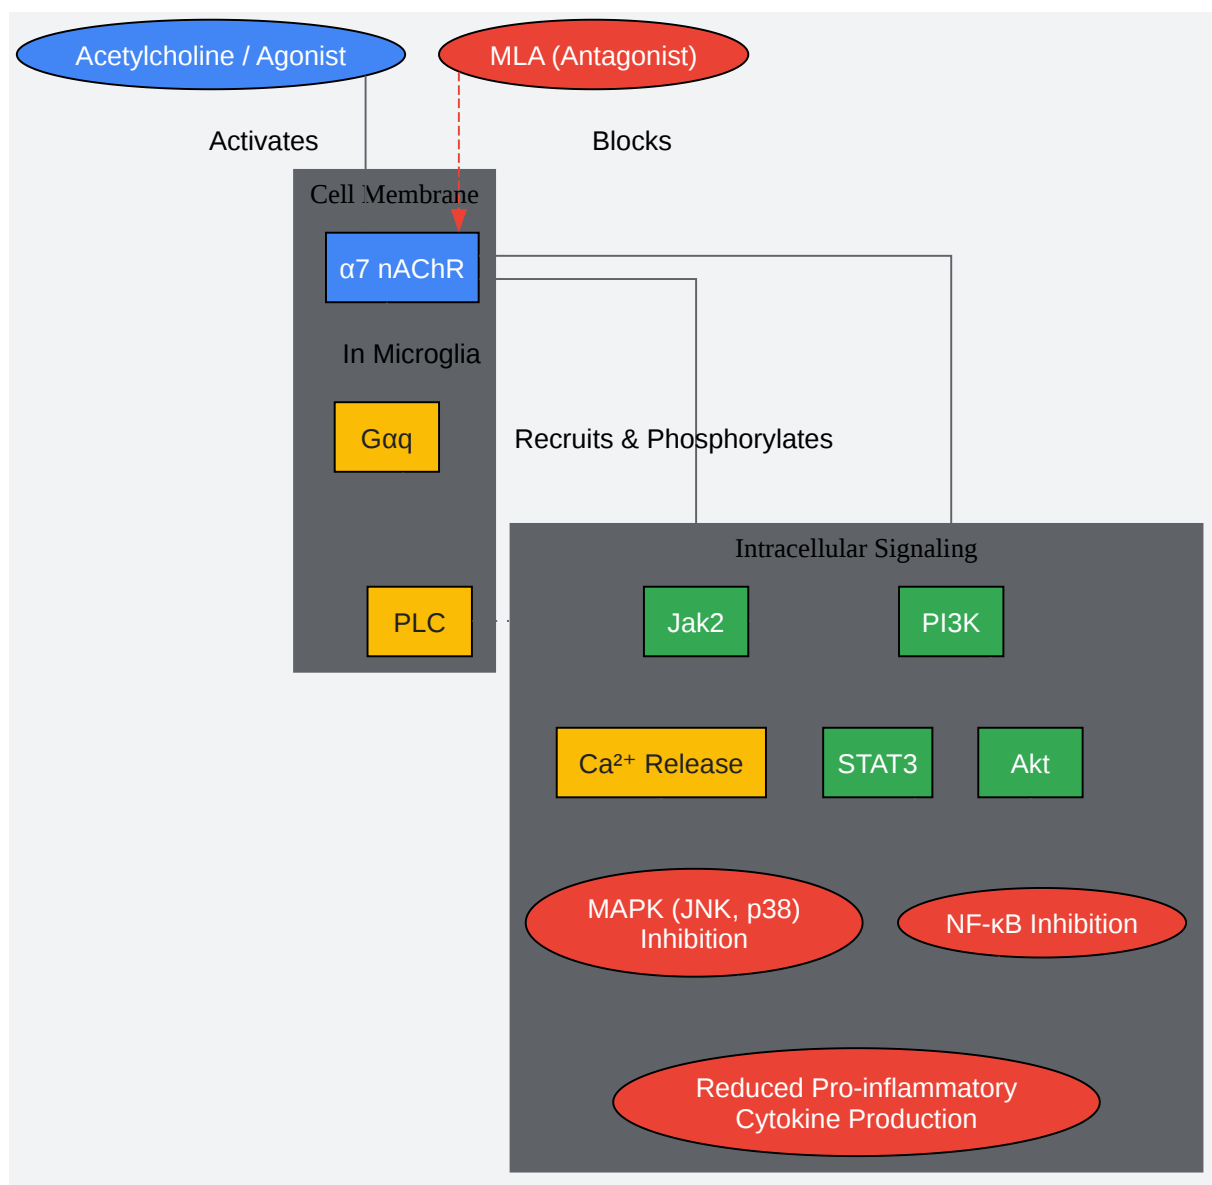 Acetylcholine / Agonist
MLA (Antagonist)
Activates
Blocks
Cell Membrane
α7 nAChR
In Microglia
Gαq
Recruits & Phosphorylates
Intracellular Signaling
PLC
Jak2
PI3K
Ca²⁺ Release
STAT3
Akt
MAPK (JNK, p38)
Inhibition
NF-κB Inhibition
Reduced Pro-inflammatory
Cytokine Production